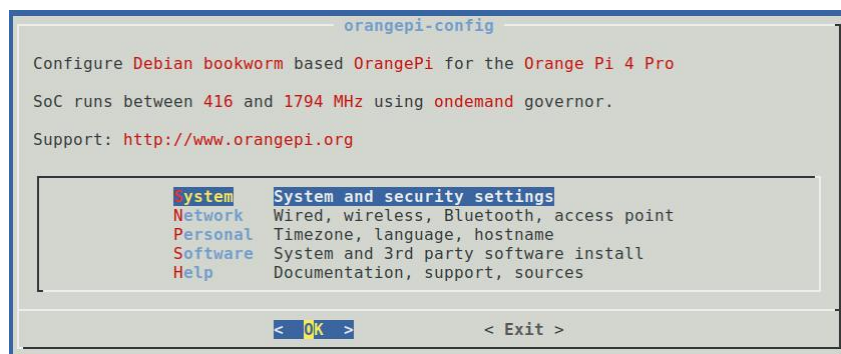 orangepi-config
Configure Debian bookworm based OrangePi for the Orange Pi 4 Pro
SoC runs between 416 and 1794 MHz using ondemand governor.
Support: http://www.orangepi.org
System System and security settings
Network Wired, wireless, Bluetooth, access point
Personal Timezone, language, hostname
Software System and 3rd party software install
Help Documentation, support, sources
< OK > < Exit >